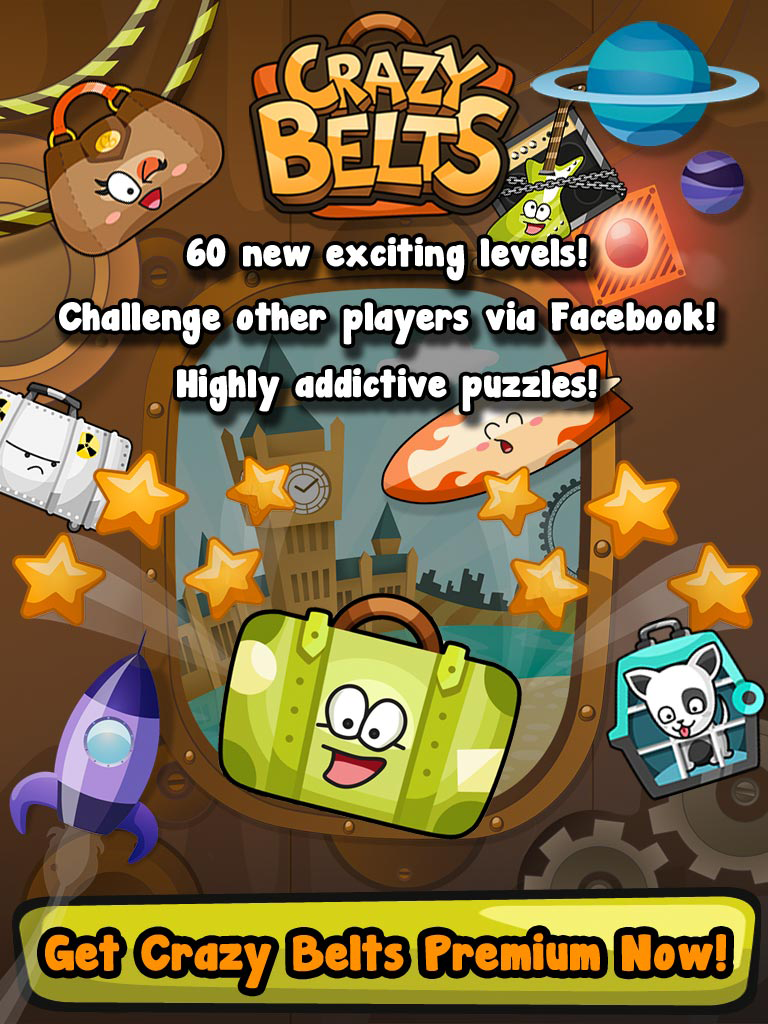 CRAZY
BELTS
60 new exciting levels!
Challenge other players via Facebook!
Highly addictive puzzles!
Get Crazy Belts Premium Now!